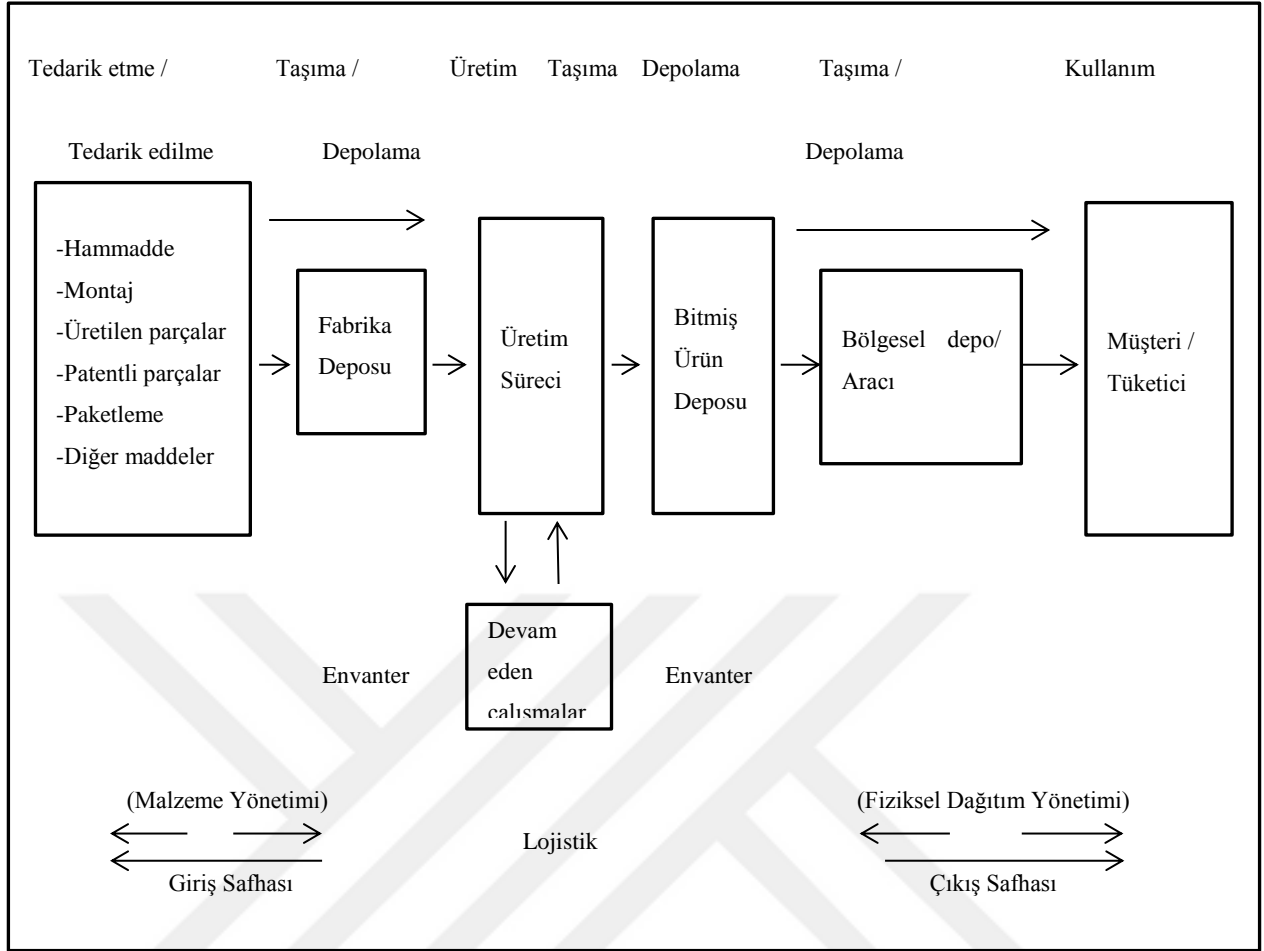 Tedarik etme / Taşıma / Üretim Taşıma Depolama Taşıma / Kullanım
Tedarik edilme Depolama Depolama
-Hammadde
-Montaj
-Üretilen parçalar
-Patentli parçalar
-Paketleme
-Diğer maddeler
Fabrika
Deposu
Üretim
Süreci
Bitmiş
Ürün
Deposu
Bölgesel depo/
Aracı
Müşteri /
Tüketici
Devam
eden
çalışmalar
Envanter Envanter
(Malzeme Yönetimi) (Fiziksel Dağıtım Yönetimi)
Lojistik
Giriş Safhası Çıkış Safhası